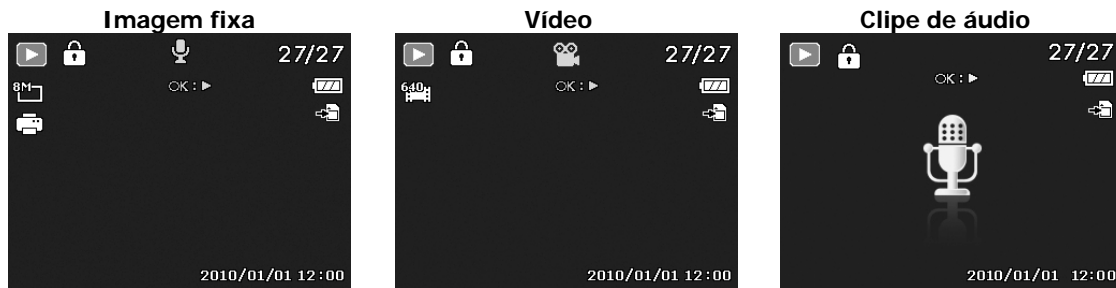 Imagem fixa
Vídeo
Clipe de áudio
27/27
8M
OK:
2010/01/01 12:00
27/27
640
OK:
2010/01/01 12:00
27/27
OK:
2010/01/01 12:00